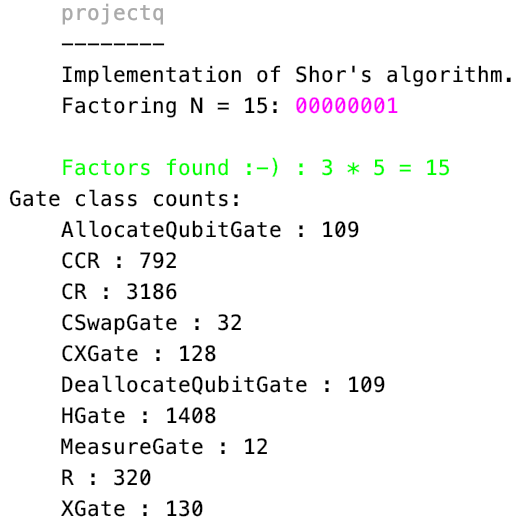 projectq
--------
Implementation of Shor's algorithm.
Factoring N = 15: 00000001
Factors found :-) : 3 * 5 = 15
Gate class counts:
AllocateQubitGate : 109
CCR : 792
CR : 3186
CSwapGate : 32
CXGate : 128
DeallocateQubitGate : 109
HGate : 1408
MeasureGate : 12
R : 320
XGate : 130